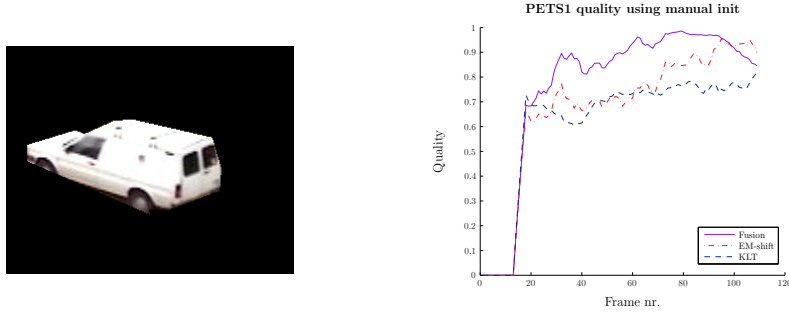 PETS1 quality using manual init
1
0.9
0.8
0.7
0.6
0.5
0.4
0.3
0.2
0.1
0
Quality
0 20 40 60 80 100 120
Frame nr.
Fusion
EM-shift
KLT